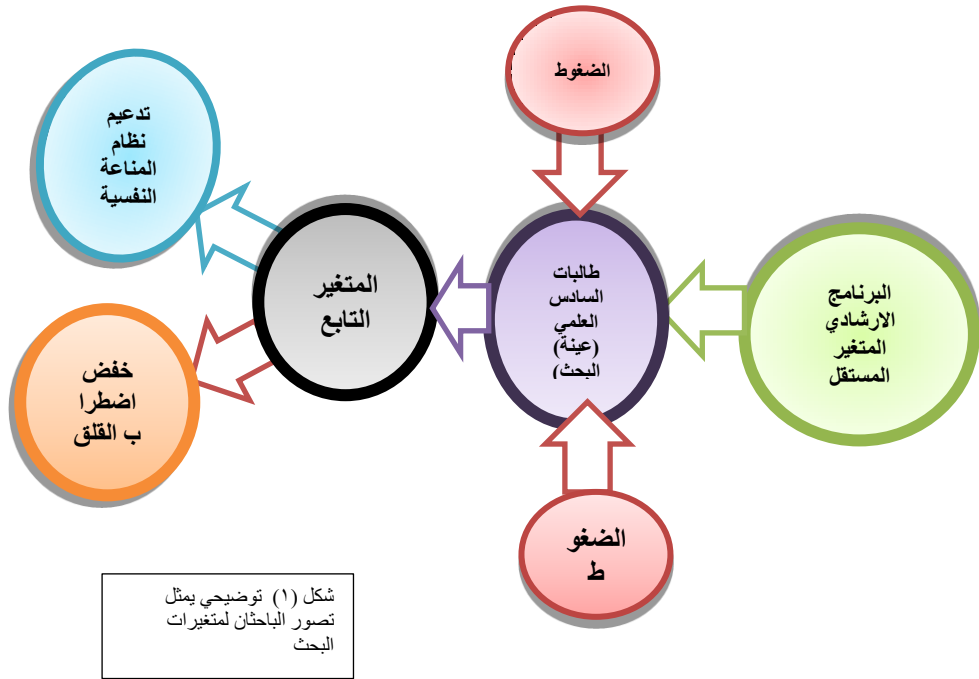 الضغوط
تدعيم
نظام
المناعة
النفسية
المتغير
التابع
طالبات
السادس
العلمي
(عينة
البحث)
البرنامج
الارشادي
المتغير
المستقل
خفض
اضطرا
ب القلق
الضغو
ط
شكل (١) توضيحي يمثل
تصور الباحثان لمتغيرات
البحث